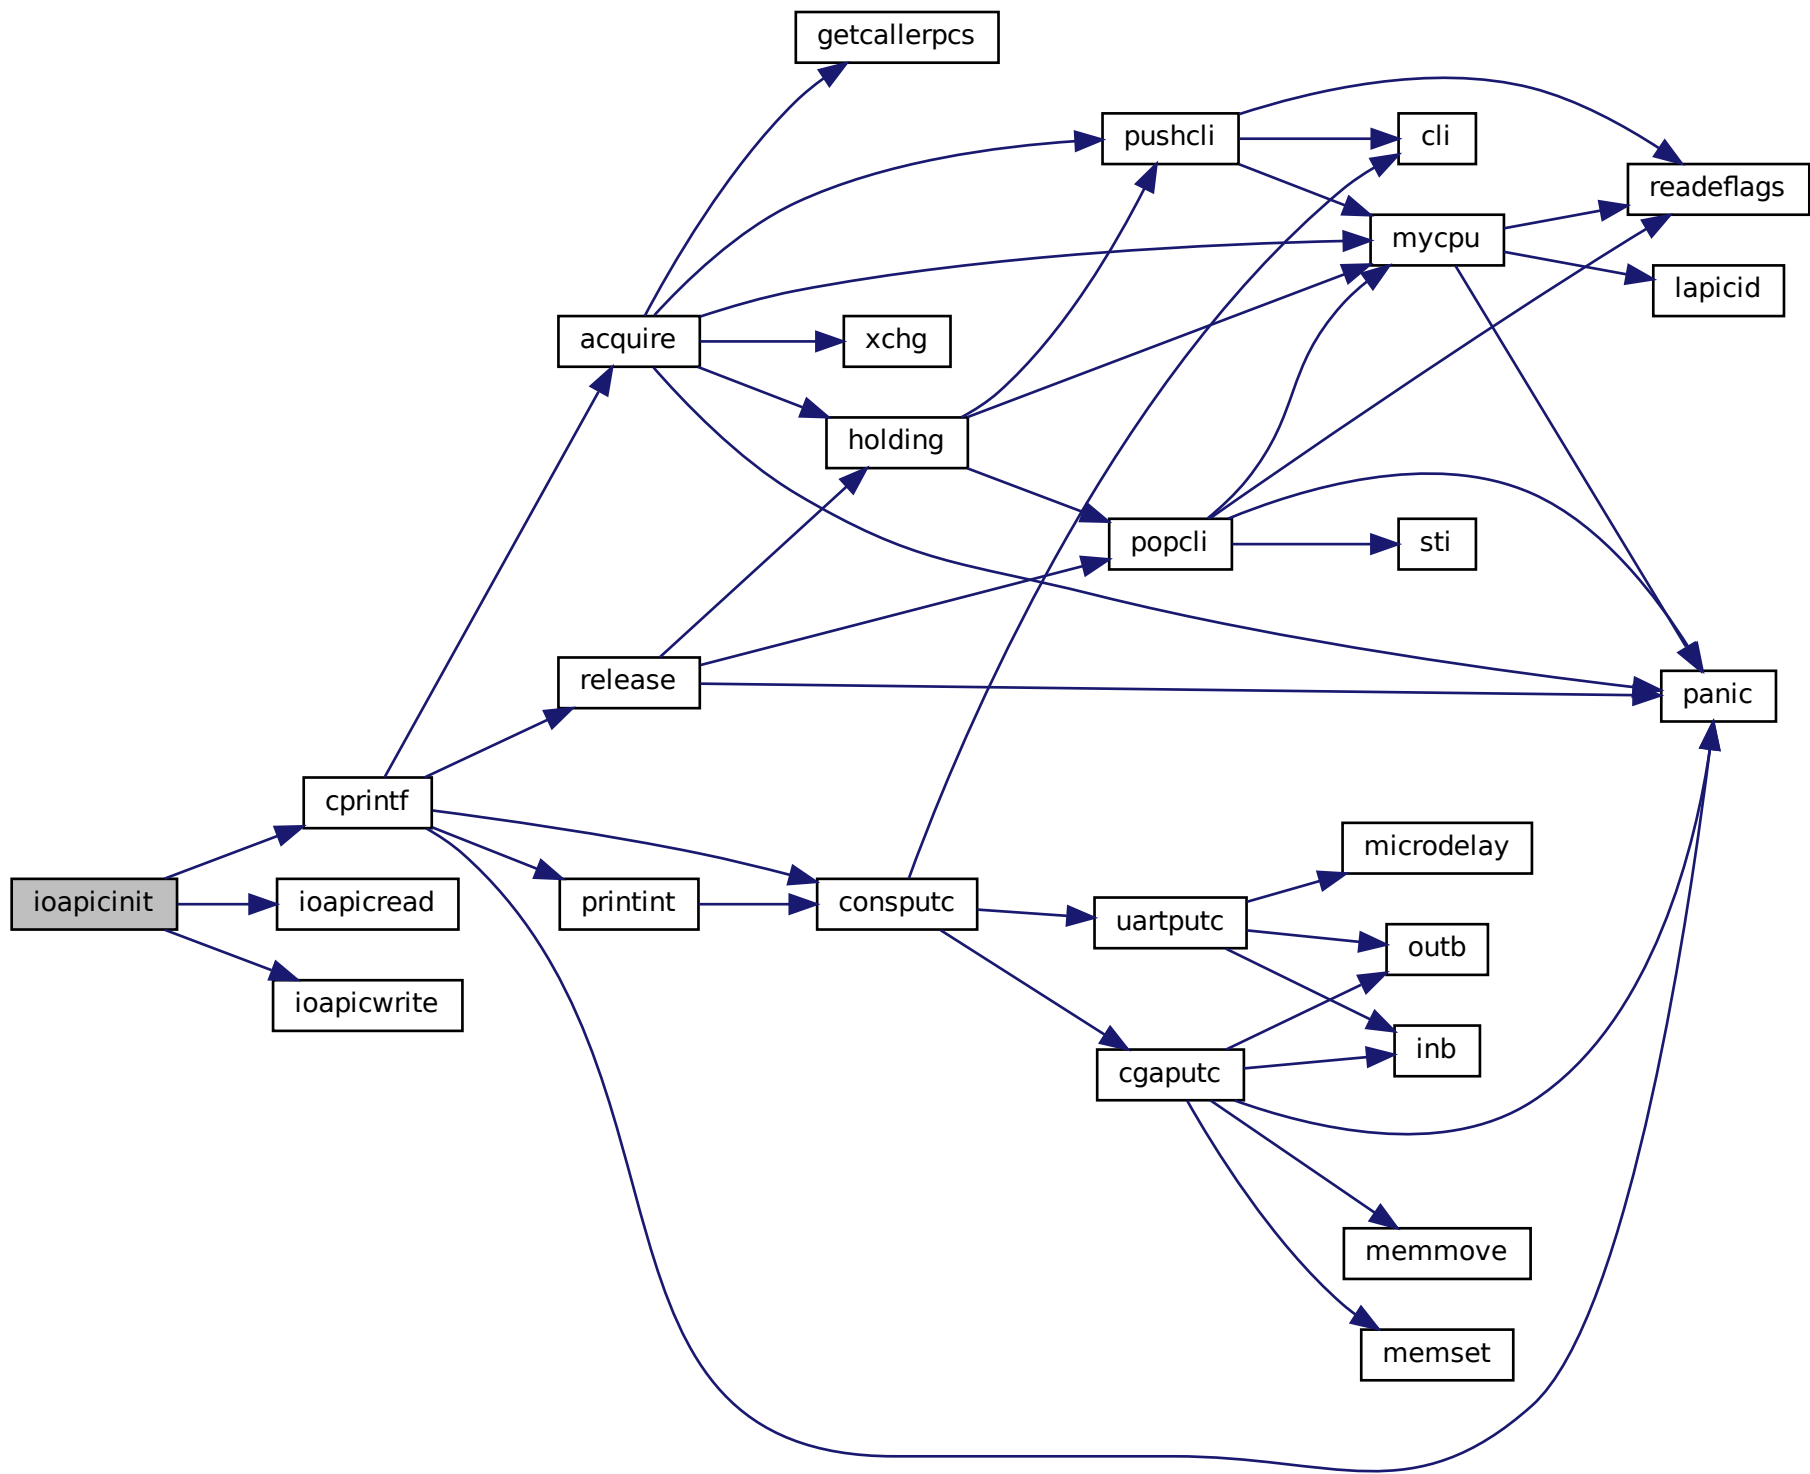 getcallerpcs
pushcli
cli
readeflags
mycpu
lapicid
acquire
xchg
holding
popcli
sti
release
panic
cprintf
microdelay
ioapicinit
ioapicread
printint
consputc
uartputc
outb
ioapicwrite
inb
cgaputc
memmove
memset